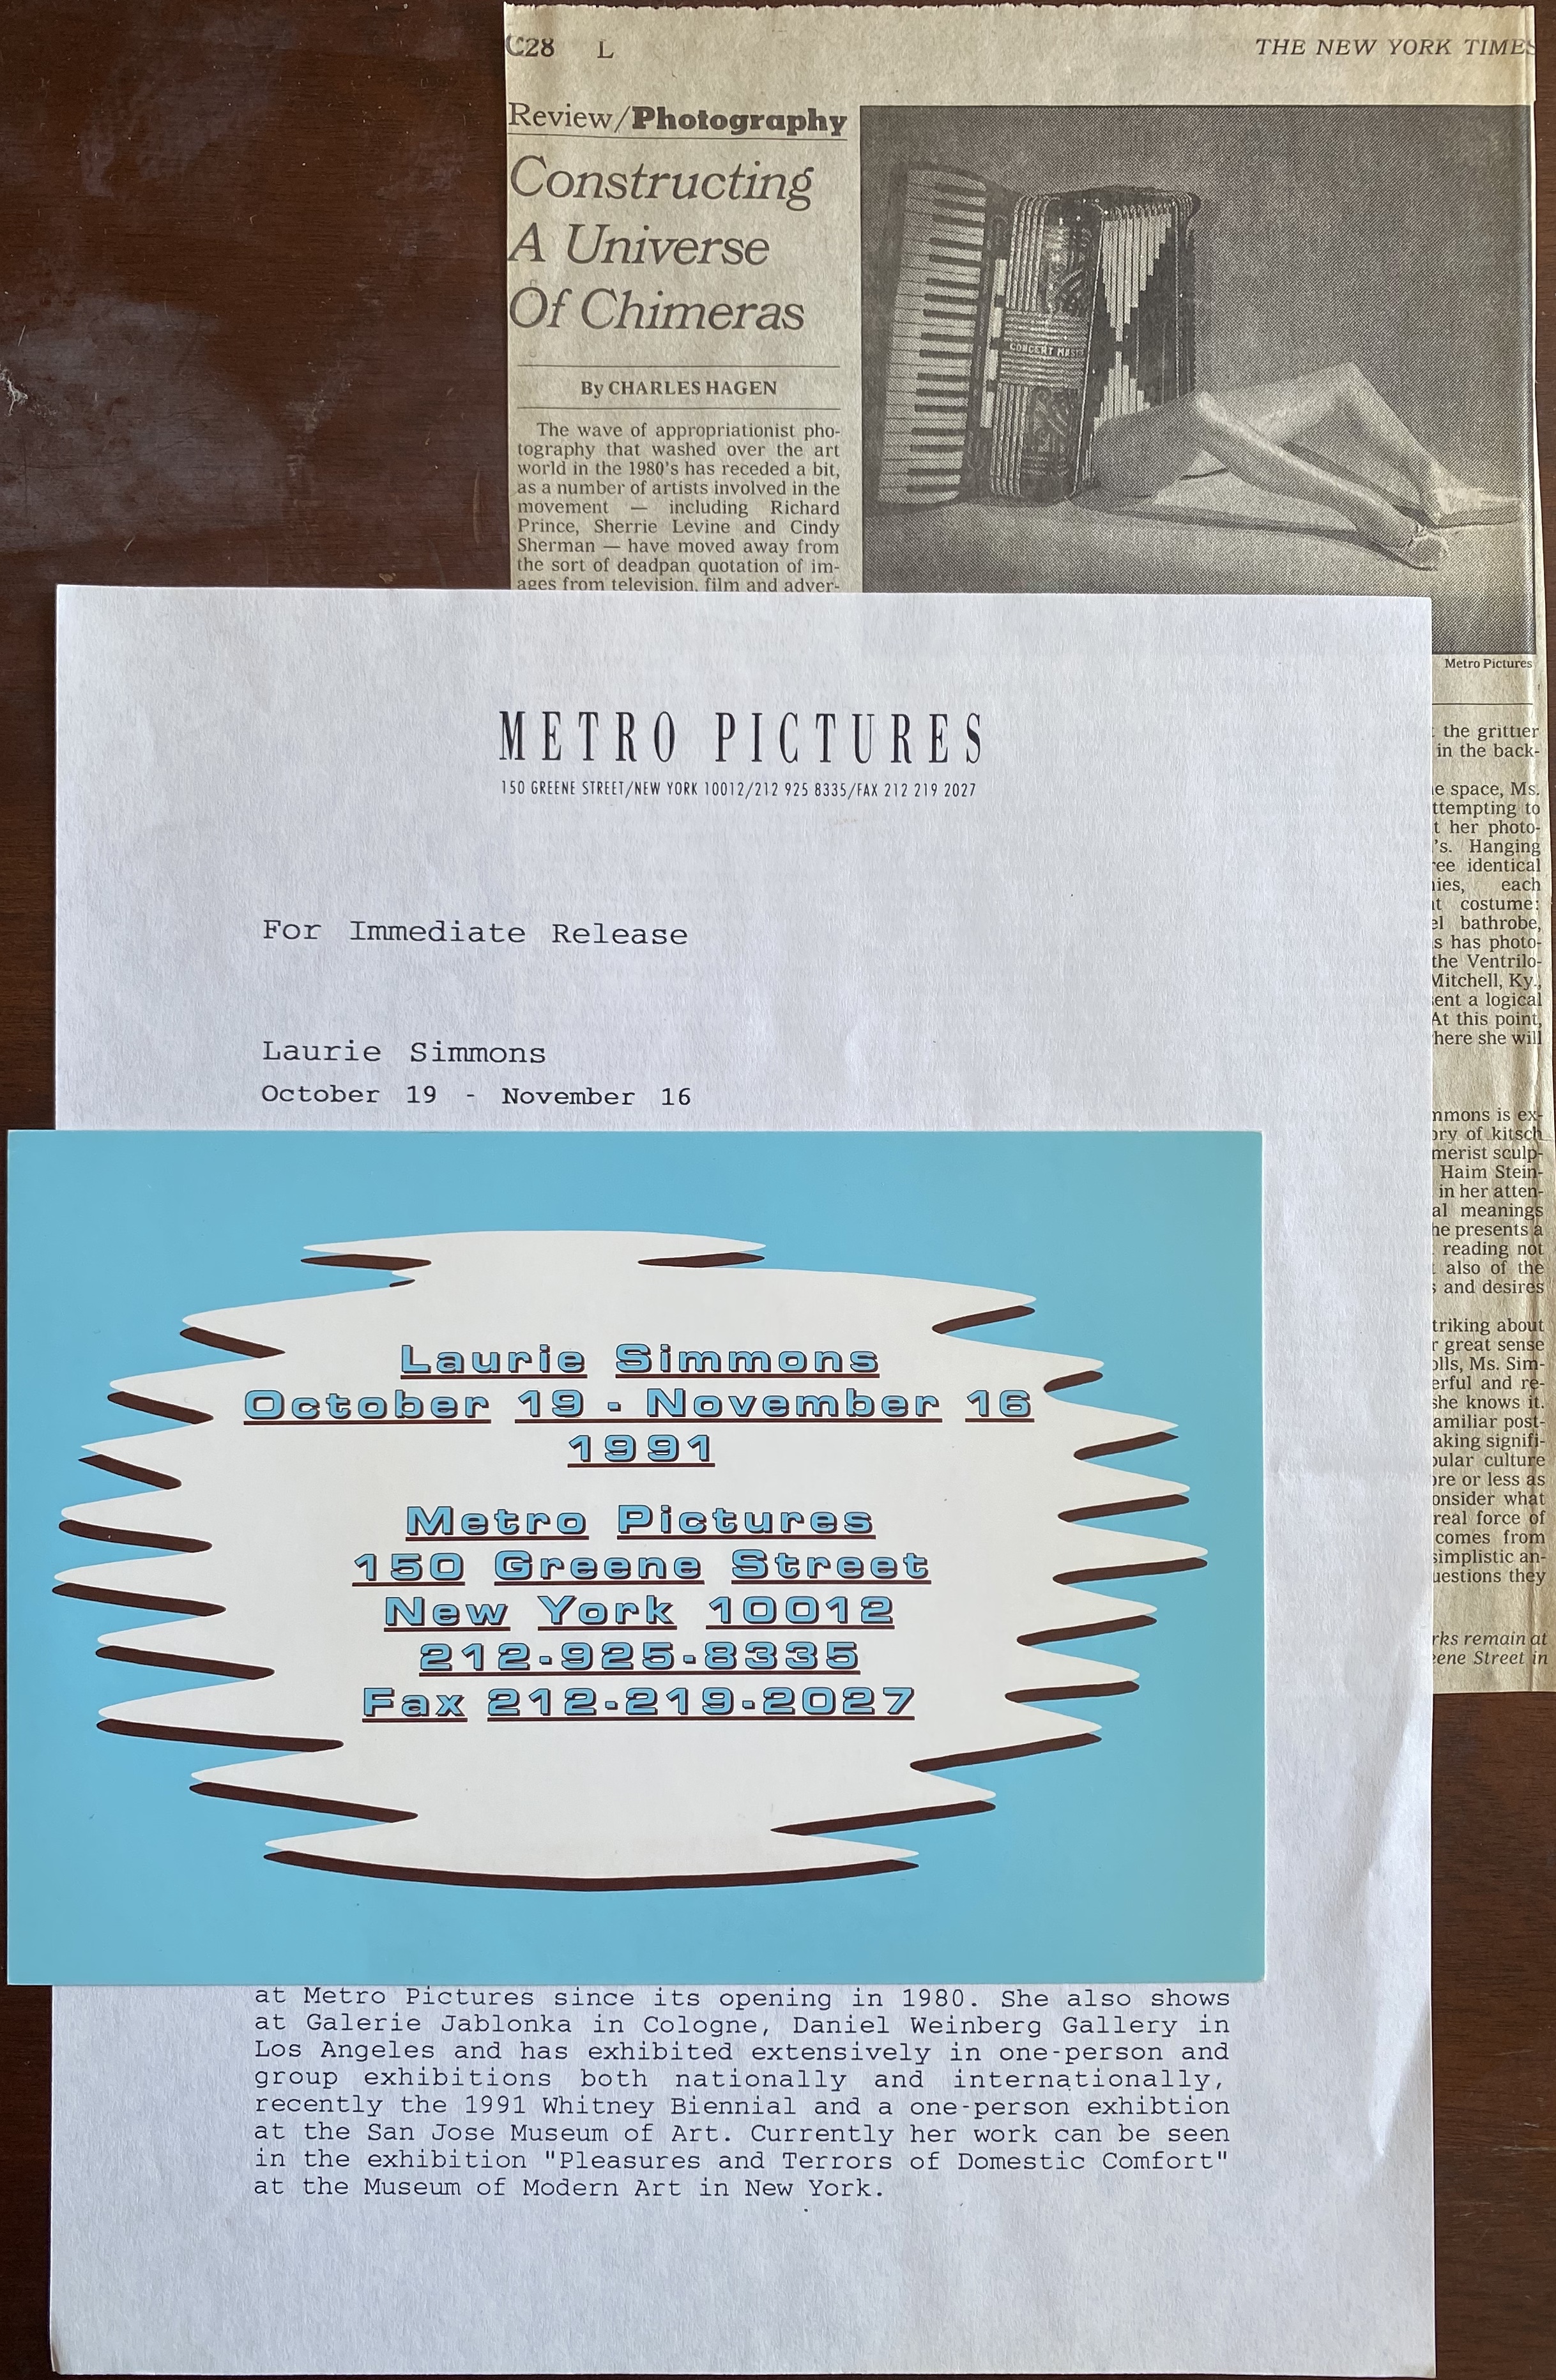 C28 L THE NEW YORK TIMES
Review/Photography
Constructing
A Universe
Of Chimeras
By CHARLES HAGEN
The wave of appropriationist pho-
tography that washed over the art
world in the 1980's has receded a bit,
as a number of artists involved in the
movement — including Richard
Prince, Sherrie Levine and Cindy
Sherman — have moved away from
the sort of deadpan quotation of im-
ages from television, film and adver-
CONCERT MAST
Metro Pictures
the grittier
in the back-
e space, Ms.
ttempting to
t her photo-
's. Hanging
ree identical
ies, each
t costume:
el bathrobe,
s has photo-
the Ventrilo-
Mitchell, Ky.,
ent a logical
At this point,
here she will
mmons is ex-
ory of kitsch
merist sculp-
Haim Stein-
in her atten-
al meanings
he presents a
reading not
also of the
s and desires
triking about
r great sense
olls, Ms. Sim-
erful and re-
she knows it.
amiliar post-
aking signifi-
pular culture
ore or less as
onsider what
real force of
comes from
simplistic an-
uestions they
rks remain at
eene Street in
METRO PICTURES
150 GREENE STREET/NEW YORK 10012/212 925 8335/FAX 212 219 2027
For Immediate Release
Laurie Simmons
October 19 - November 16
Laurie Simmons
October 19 - November 16
1991
Metro Pictures
150 Greene Street
New York 10012
212-925-8335
Fax 212-219-2027
at Metro Pictures since its opening in 1980. She also shows
at Galerie Jablonka in Cologne, Daniel Weinberg Gallery in
Los Angeles and has exhibited extensively in one-person and
group exhibitions both nationally and internationally,
recently the 1991 Whitney Biennial and a one-person exhibtion
at the San Jose Museum of Art. Currently her work can be seen
in the exhibition "Pleasures and Terrors of Domestic Comfort"
at the Museum of Modern Art in New York.